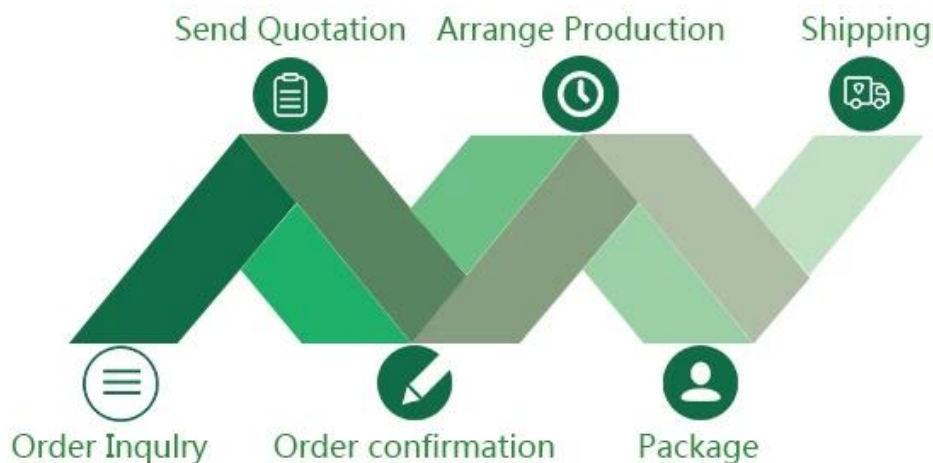 Send Quotation
Arrange Production
Shipping
Order Inqulry
Order confirmation
Package